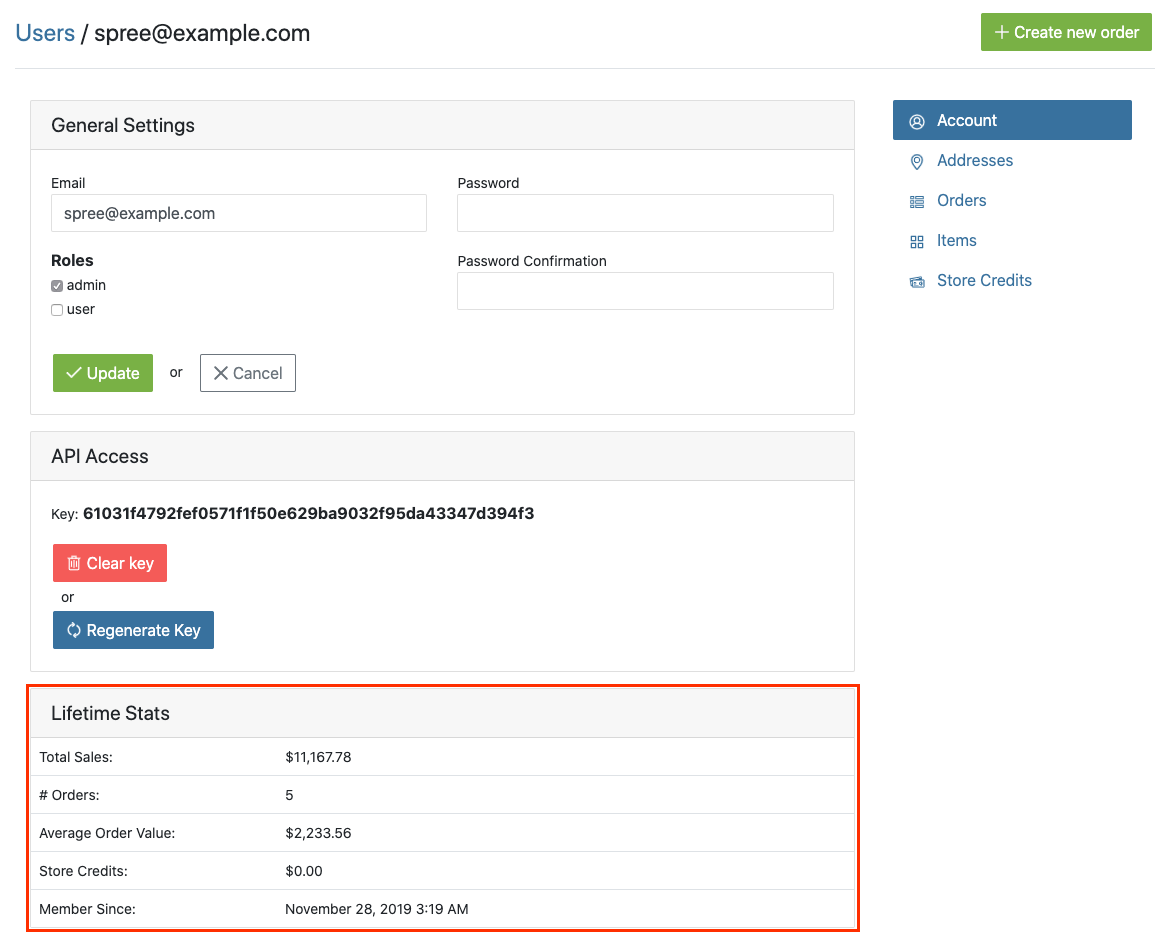 Users / spree@example.com
Create new order
General Settings
Email
Password
spree@example.com
Roles
admin
user
Password Confirmation
Update or Cancel
API Access
Key: 61031f4792fef0571f1f50e629ba9032f95da43347d394f3
Clear key
or
Regenerate Key
Lifetime Stats
Total Sales: $11,167.78
# Orders: 5
Average Order Value: $2,233.56
Store Credits: $0.00
Member Since: November 28, 2019 3:19 AM
Account
Addresses
Orders
Items
Store Credits